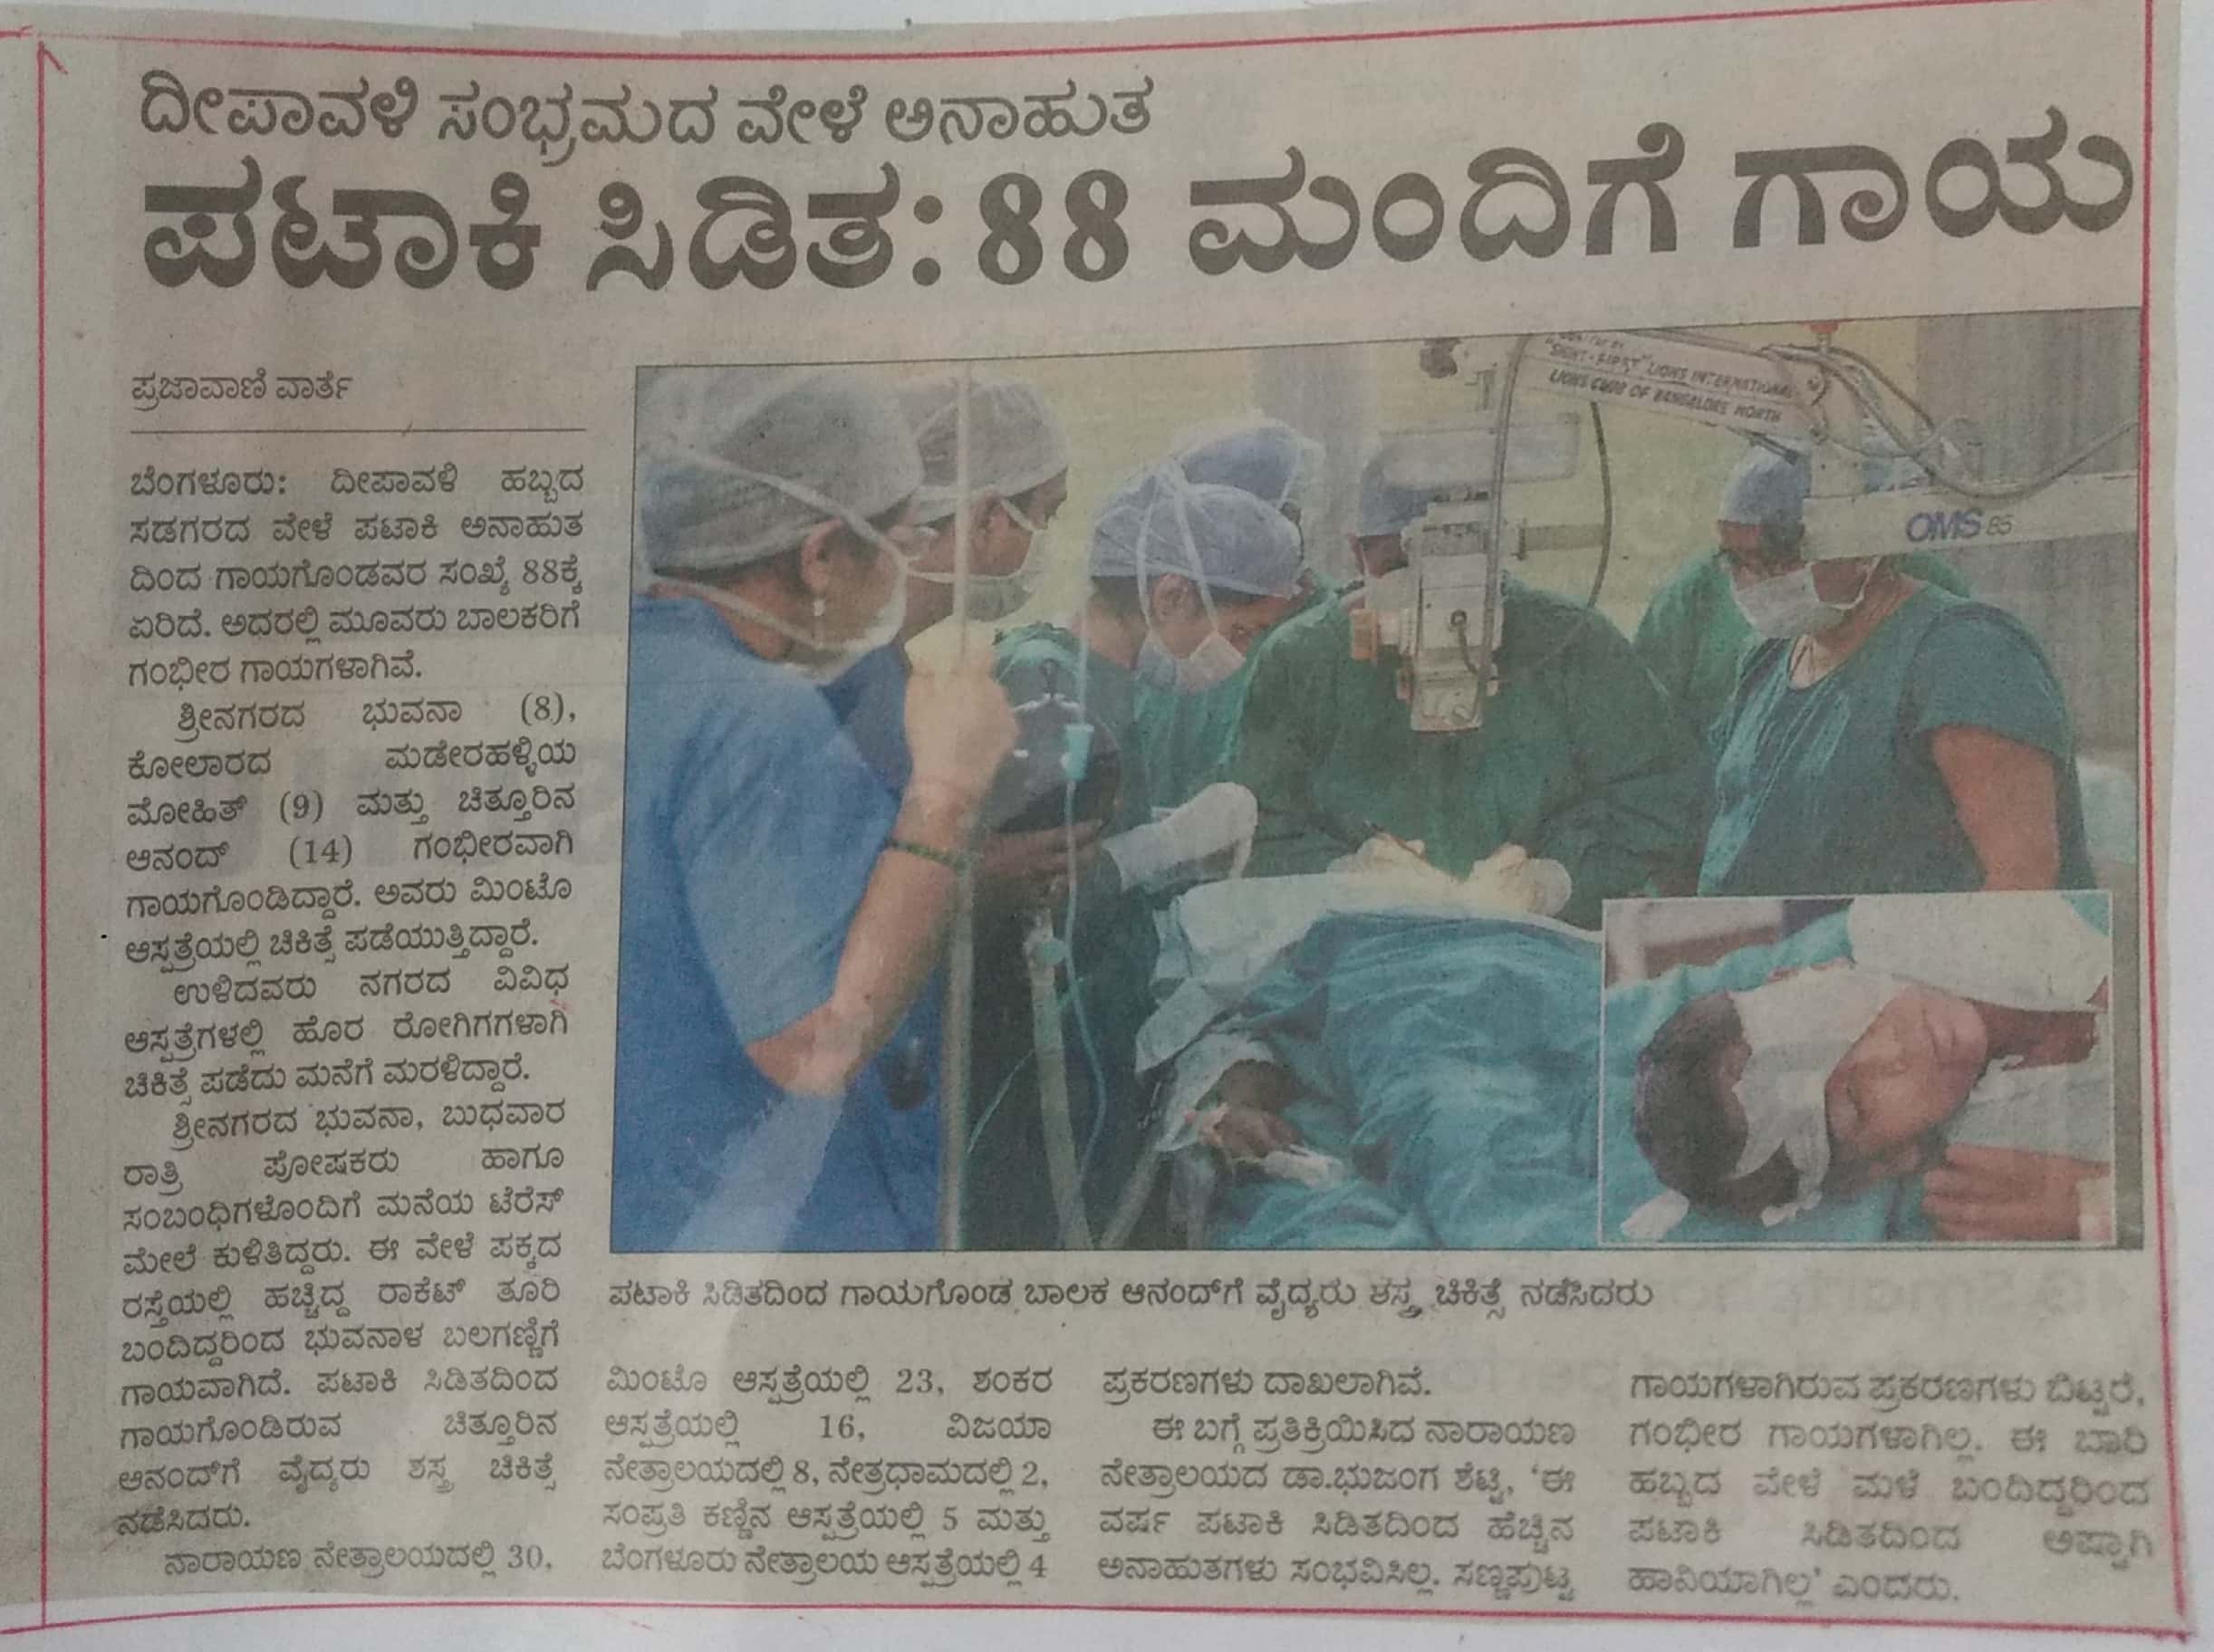 ದೀಪಾವಳಿ ಸಂಭ್ರಮದ ವೇಳೆ ಅನಾಹುತ
ಪಟಾಕಿ ಸಿಡಿತ: 88 ಮಂದಿಗೆ ಗಾಯ
ಪ್ರಜಾವಾಣಿ ವಾರ್ತೆ
ಬೆಂಗಳೂರು: ದೀಪಾವಳಿ ಹಬ್ಬದ
ಸಡಗರದ ವೇಳೆ ಪಟಾಕಿ ಅನಾಹುತ
ದಿಂದ ಗಾಯಗೊಂಡವರ ಸಂಖ್ಯೆ 88ಕ್ಕೆ
ಏರಿದೆ. ಅದರಲ್ಲಿ ಮೂವರು ಬಾಲಕರಿಗೆ
ಗಂಭೀರ ಗಾಯಗಳಾಗಿವೆ.
ಶ್ರೀನಗರದ ಭುವನಾ (8),
ಕೋಲಾರದ ಮಡೇರಹಳ್ಳಿಯ
ಮೋಹಿತ್ (9) ಮತ್ತು ಚಿತ್ತೂರಿನ
ಆನಂದ್ (14) ಗಂಭೀರವಾಗಿ
ಗಾಯಗೊಂಡಿದ್ದಾರೆ. ಅವರು ಮಿಂಟೊ
ಆಸ್ಪತ್ರೆಯಲ್ಲಿ ಚಿಕಿತ್ಸೆ ಪಡೆಯುತ್ತಿದ್ದಾರೆ.
ಉಳಿದವರು ನಗರದ ವಿವಿಧ
ಆಸ್ಪತ್ರೆಗಳಲ್ಲಿ ಹೊರ ರೋಗಿಗಗಳಾಗಿ
ಚಿಕಿತ್ಸೆ ಪಡೆದು ಮನೆಗೆ ಮರಳಿದ್ದಾರೆ.
ಶ್ರೀನಗರದ ಭುವನಾ, ಬುಧವಾರ
ರಾತ್ರಿ ಪೋಷಕರು ಹಾಗೂ
ಸಂಬಂಧಿಗಳೊಂದಿಗೆ ಮನೆಯ ಟೆರೆಸ್
ಮೇಲೆ ಕುಳಿತಿದ್ದರು. ಈ ವೇಳೆ ಪಕ್ಕದ
ರಸ್ತೆಯಲ್ಲಿ ಹಚ್ಚಿದ್ದ ರಾಕೆಟ್ ತೂರಿ
ಬಂದಿದ್ದರಿಂದ ಭುವನಾಳ ಬಲಗಣ್ಣಿಗೆ
ಗಾಯವಾಗಿದೆ. ಪಟಾಕಿ ಸಿಡಿತದಿಂದ
ಗಾಯಗೊಂಡಿರುವ ಚಿತ್ತೂರಿನ
ಆನಂದ್‌ಗೆ ವೈದ್ಯರು ಶಸ್ತ್ರ ಚಿಕಿತ್ಸೆ
ನಡೆಸಿದರು.
ನಾರಾಯಣ ನೇತ್ರಾಲಯದಲ್ಲಿ 30,
SIGHT-FIRST LIONS INTERNATIONAL
LIONS CLUB OF BANGALORE NORTH
OMS 85
ಪಟಾಕಿ ಸಿಡಿತದಿಂದ ಗಾಯಗೊಂಡ ಬಾಲಕ ಆನಂದ್‌ಗೆ ವೈದ್ಯರು ಶಸ್ತ್ರ ಚಿಕಿತ್ಸೆ ನಡೆಸಿದರು
ಮಿಂಟೊ ಆಸ್ಪತ್ರೆಯಲ್ಲಿ 23, ಶಂಕರ
ಆಸ್ಪತ್ರೆಯಲ್ಲಿ 16, ವಿಜಯಾ
ನೇತ್ರಾಲಯದಲ್ಲಿ 8, ನೇತ್ರಧಾಮದಲ್ಲಿ 2,
ಸಂಪ್ರತಿ ಕಣ್ಣಿನ ಆಸ್ಪತ್ರೆಯಲ್ಲಿ 5 ಮತ್ತು
ಬೆಂಗಳೂರು ನೇತ್ರಾಲಯ ಆಸ್ಪತ್ರೆಯಲ್ಲಿ 4
ಪ್ರಕರಣಗಳು ದಾಖಲಾಗಿವೆ.
ಈ ಬಗ್ಗೆ ಪ್ರತಿಕ್ರಿಯಿಸಿದ ನಾರಾಯಣ
ನೇತ್ರಾಲಯದ ಡಾ.ಭುಜಂಗ ಶೆಟ್ಟಿ, ‘ಈ
ವರ್ಷ ಪಟಾಕಿ ಸಿಡಿತದಿಂದ ಹೆಚ್ಚಿನ
ಅನಾಹುತಗಳು ಸಂಭವಿಸಿಲ್ಲ. ಸಣ್ಣಪುಟ್ಟ
ಗಾಯಗಳಾಗಿರುವ ಪ್ರಕರಣಗಳು ಬಿಟ್ಟರೆ,
ಗಂಭೀರ ಗಾಯಗಳಾಗಿಲ್ಲ. ಈ ಬಾರಿ
ಹಬ್ಬದ ವೇಳೆ ಮಳೆ ಬಂದಿದ್ದರಿಂದ
ಪಟಾಕಿ ಸಿಡಿತದಿಂದ ಅಷ್ಟಾಗಿ
ಹಾನಿಯಾಗಿಲ್ಲ’ ಎಂದರು.